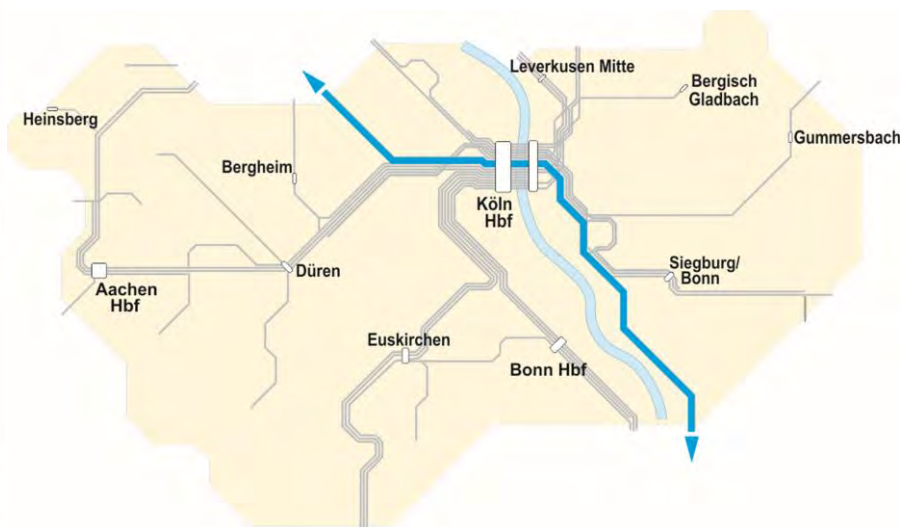 Leverkusen Mitte
Bergisch
Gladbach
Heinsberg
Gummersbach
Bergheim
Köln
Hbf
Düren
Siegburg/
Bonn
Aachen
Hbf
Euskirchen
Bonn Hbf